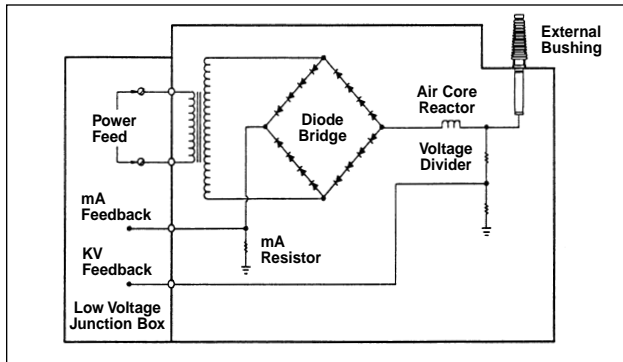 External
Bushing
Air Core
Reactor
Diode
Bridge
Power
Feed
Voltage
Divider
mA
Feedback
mA
Resistor
KV
Feedback
Low Voltage
Junction Box